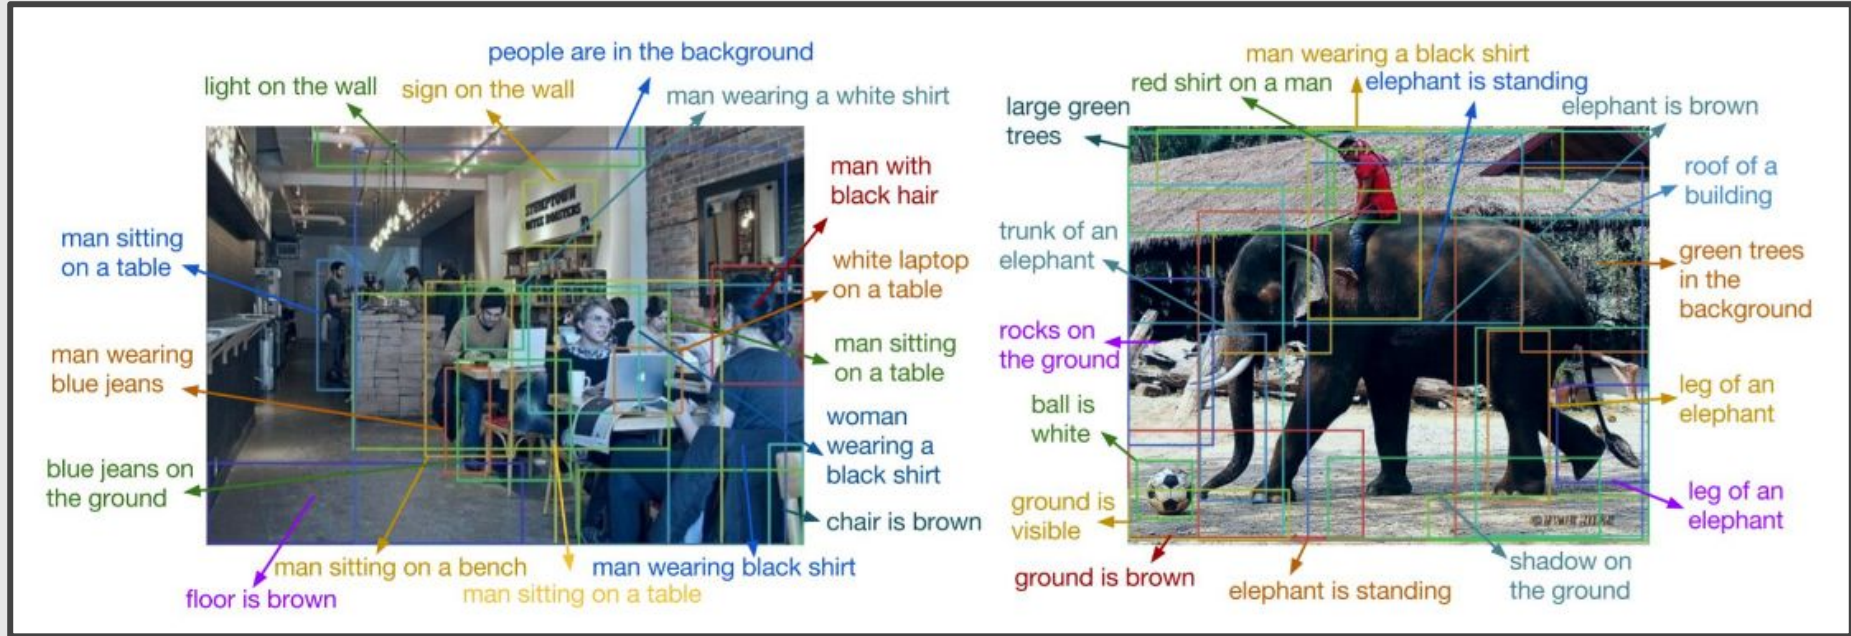 people are in the background
light on the wall
sign on the wall
man wearing a white shirt
man with
black hair
man sitting
on a table
white laptop
on a table
man wearing
blue jeans
man sitting
on a table
woman
wearing a
black shirt
blue jeans on
the ground
chair is brown
man sitting on a bench
man wearing black shirt
floor is brown
man sitting on a table
STUMPTOWN
COFFEE ROASTERS
man wearing a black shirt
red shirt on a man
elephant is standing
large green
trees
elephant is brown
roof of a
building
trunk of an
elephant
green trees
in the
background
rocks on
the ground
leg of an
elephant
ball is
white
ground is
visible
leg of an
elephant
ground is brown
elephant is standing
shadow on
the ground